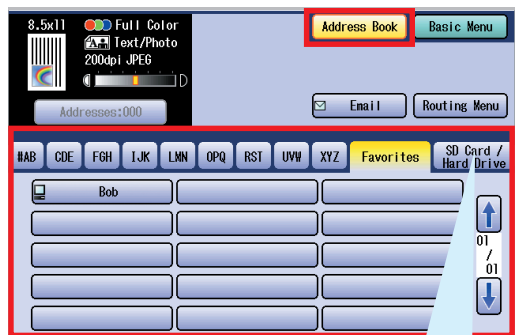 8.5x11 Full Color
Text/Photo
200dpi JPEG
D
Addresses:000
Address Book Basic Menu
Email Routing Menu
#AB CDE FGH IJK LMN OPQ RST UVW XYZ Favorites SD Card / Hard Drive
Bob
01
/
01